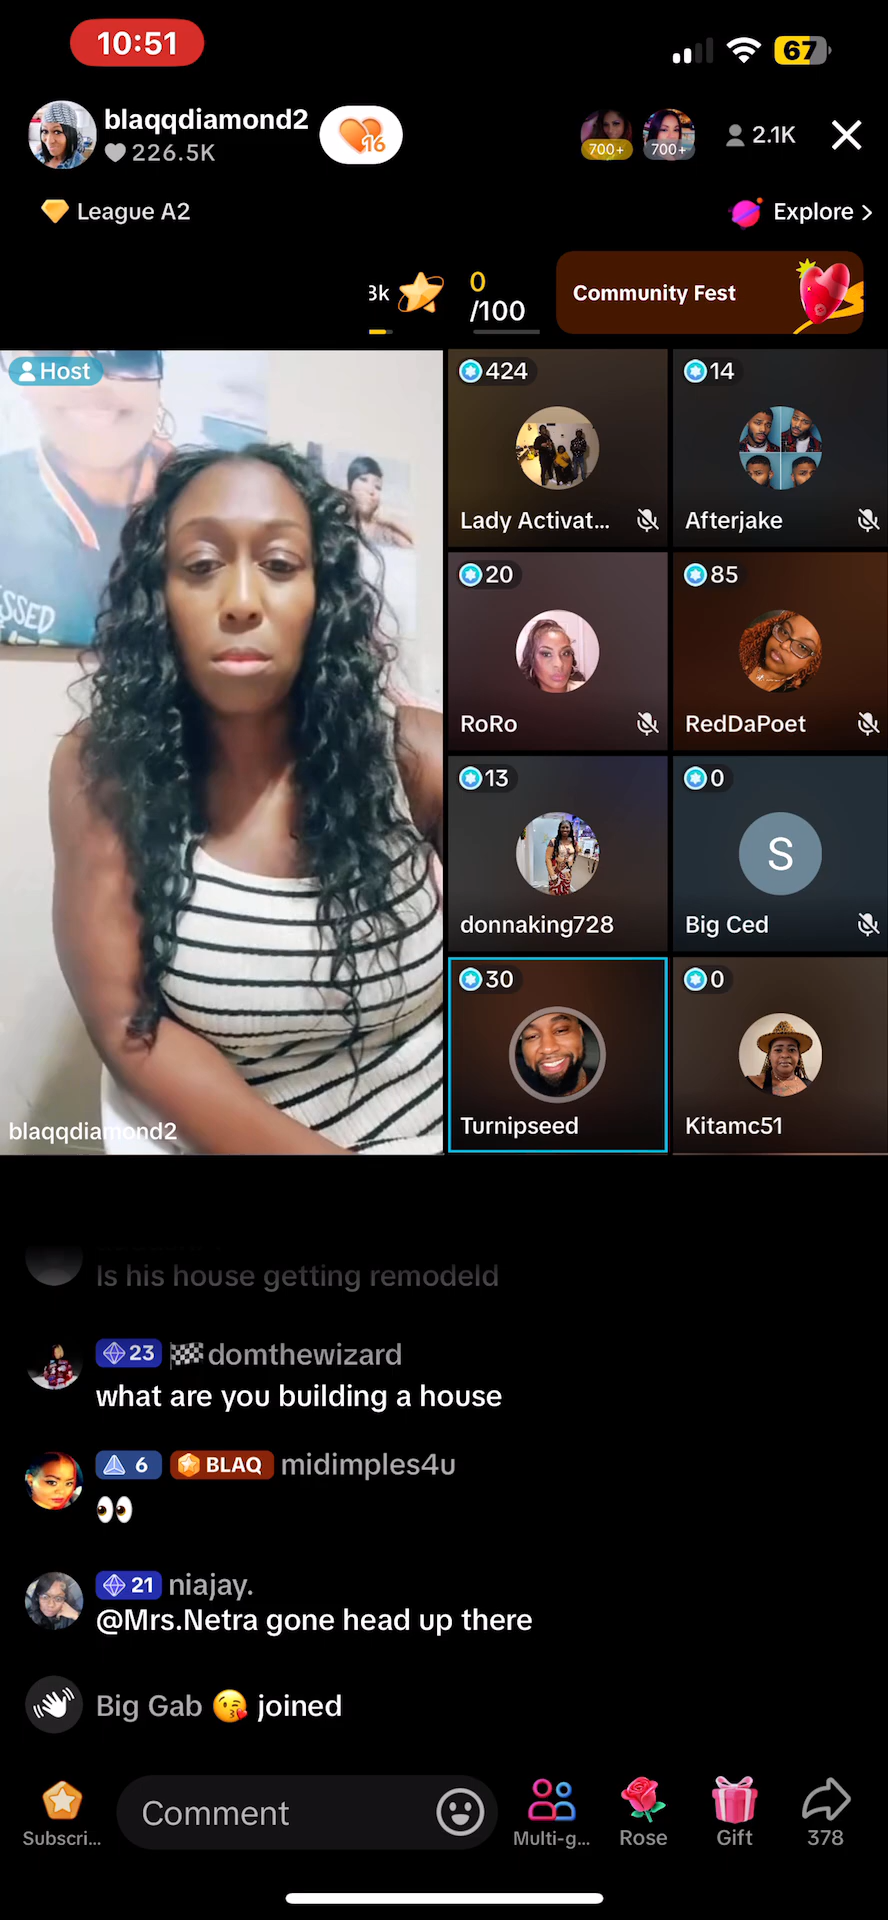 10:51
67
blaqqdiamond2
16
226.5K
700+
700+
2.1K
League A2
Explore
3k
0
/100
Community Fest
Host
SSED
blaqqdiamond2
424
Lady Activat...
14
Afterjake
20
RoRo
85
RedDaPoet
13
donnaking728
0
S
Big Ced
30
Turnipseed
0
Kitamc51
Is his house getting remodeld
23 domthewizard
what are you building a house
6 BLAQ midimples4u
👀
21 niajay.
@Mrs.Netra gone head up there
Big Gab 😘 joined
Subscri...
Comment
Multi-g...
Rose
Gift
378